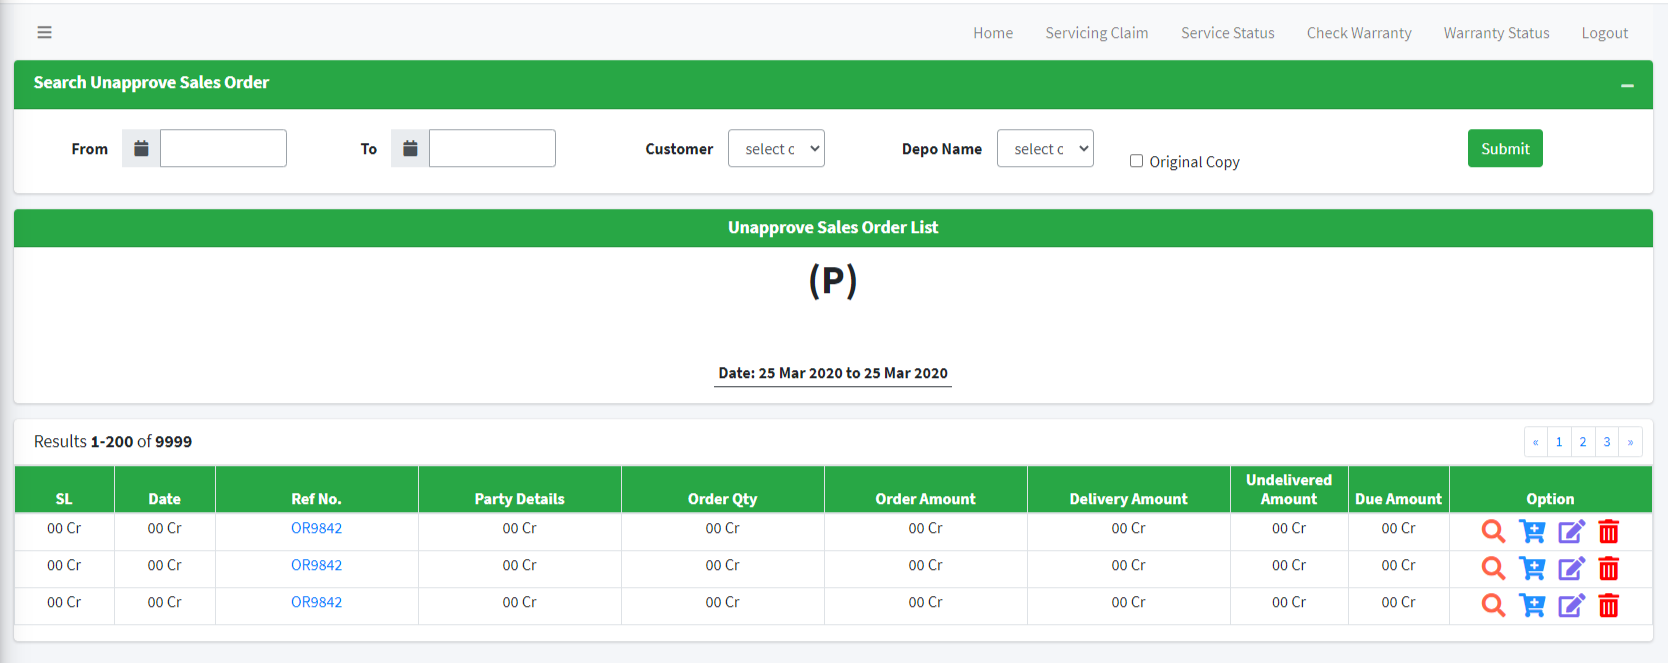 Home Servicing Claim Service Status Check Warranty Warranty Status Logout
Search Unapprove Sales Order
From To Customer select c Depo Name select c Original Copy Submit
Unapprove Sales Order List
(P)
Date: 25 Mar 2020 to 25 Mar 2020
Results 1-200 of 9999 « 1 2 3 »
SL Date Ref No. Party Details Order Qty Order Amount Delivery Amount Undelivered Amount Due Amount Option
00 Cr 00 Cr OR9842 00 Cr 00 Cr 00 Cr 00 Cr 00 Cr 00 Cr
00 Cr 00 Cr OR9842 00 Cr 00 Cr 00 Cr 00 Cr 00 Cr 00 Cr
00 Cr 00 Cr OR9842 00 Cr 00 Cr 00 Cr 00 Cr 00 Cr 00 Cr